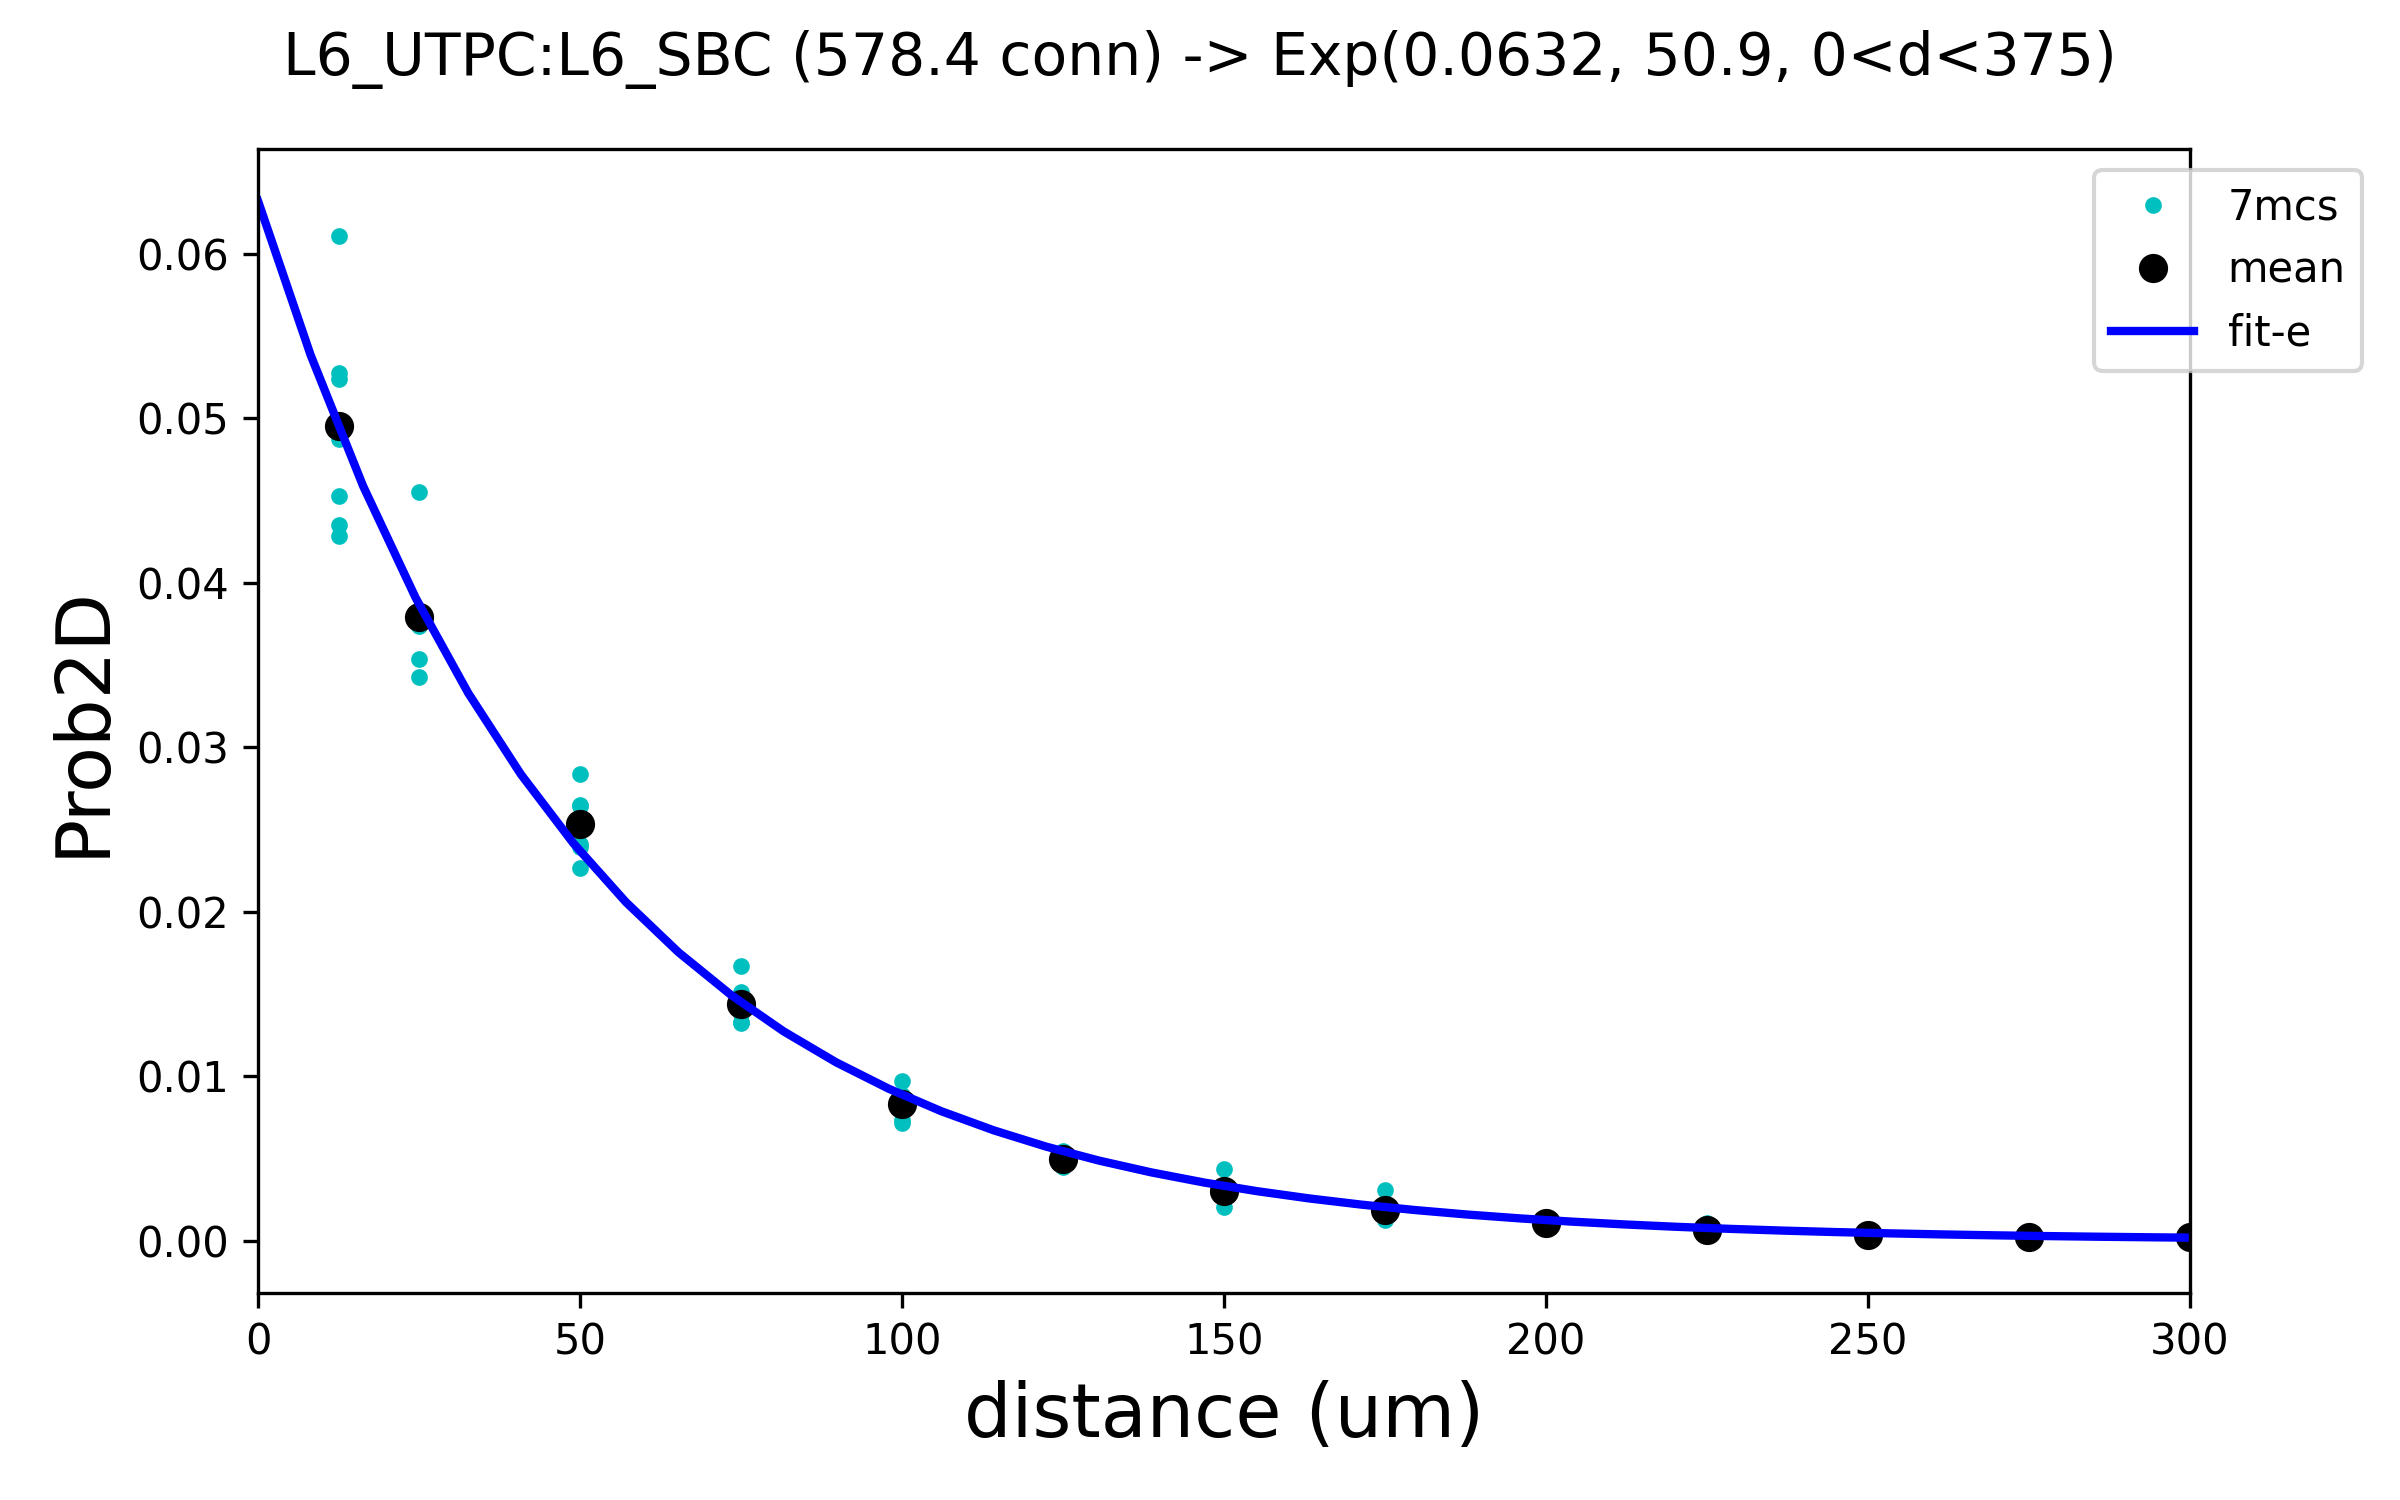 L6_UTPC:L6_SBC (578.4 conn) -> Exp(0.0632, 50.9, 0<d<375)
7mcs
mean
fit-e
0.06
0.05
0.04
0.03
0.02
0.01
0.00
Prob2D
0 50 100 150 200 250 300
distance (um)